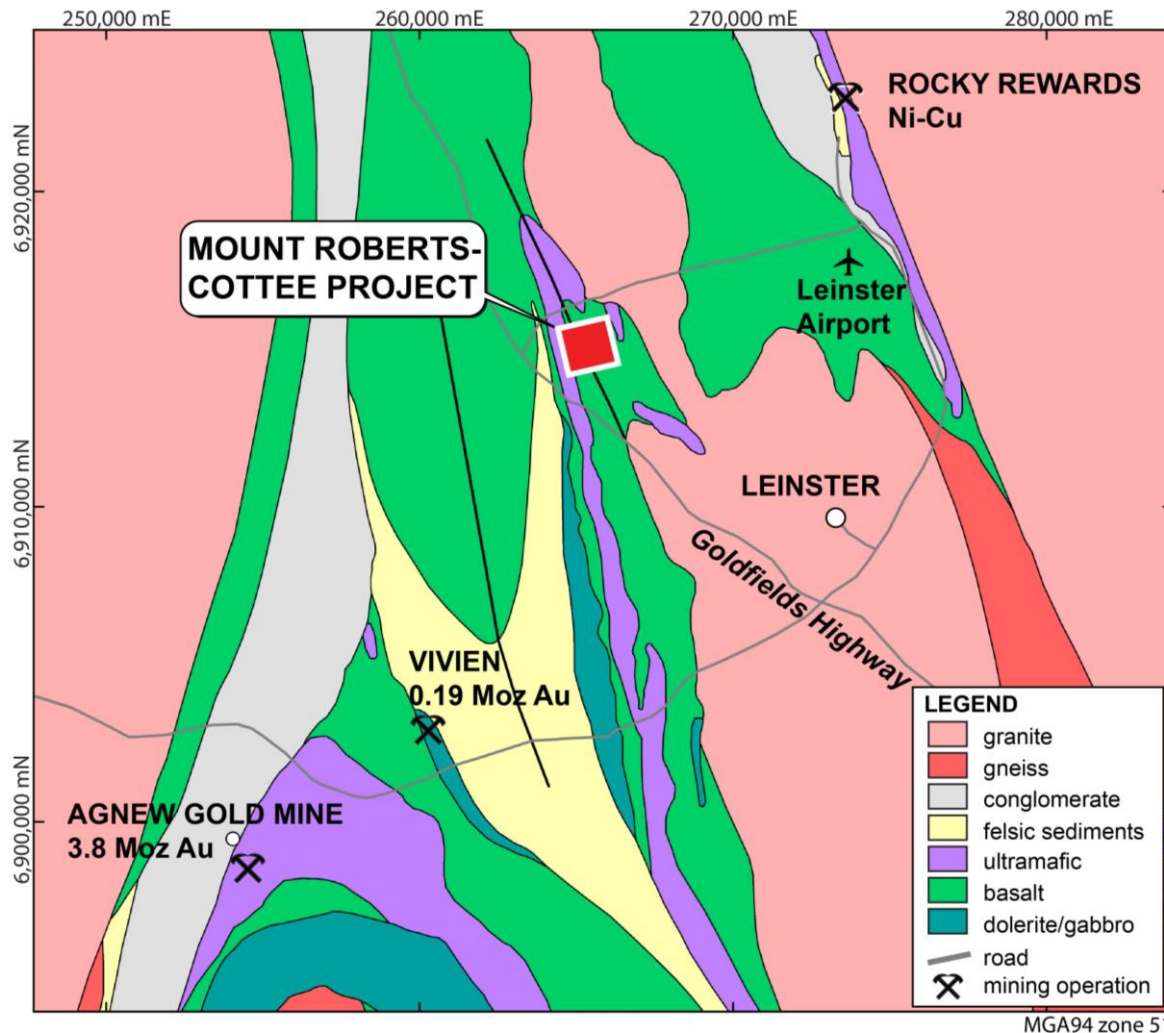 250,000 mE
260,000 mE
270,000 mE
280,000 mE
6,920,000 mN
6,910,000 mN
6,900,000 mN
ROCKY REWARDS
Ni-Cu
MOUNT ROBERTS-
COTTEE PROJECT
Leinster
Airport
LEINSTER
Goldfields Highway
VIVIEN
0.19 Moz Au
AGNEW GOLD MINE
3.8 Moz Au
LEGEND
granite
gneiss
conglomerate
felsic sediments
ultramafic
basalt
dolerite/gabbro
road
mining operation
MGA94 zone